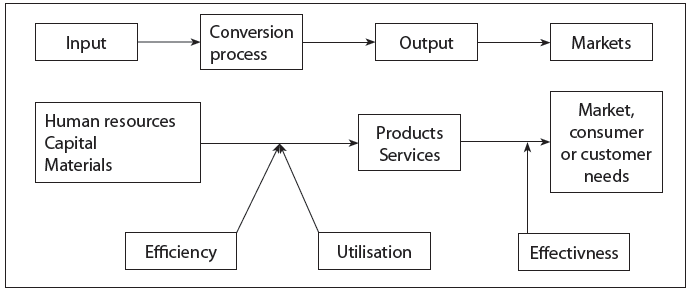 Input
Conversion
process
Output
Markets
Human resources
Capital
Materials
Products
Services
Market,
consumer
or customer
needs
Efficiency
Utilisation
Effectivness